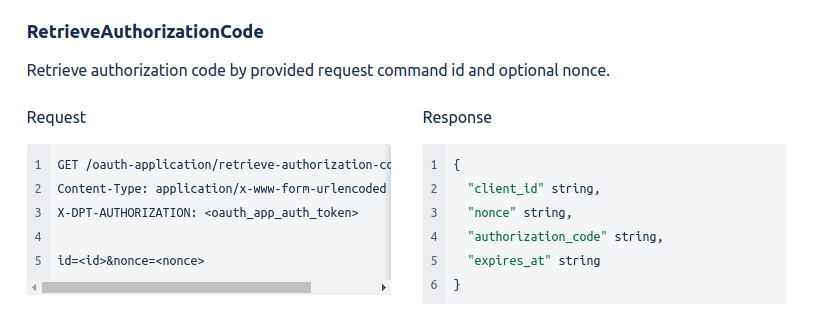 RetrieveAuthorizationCode
Retrieve authorization code by provided request command id and optional nonce.
Request
1 GET /oauth-application/retrieve-authorization-co
2 Content-Type: application/x-www-form-urlencoded
3 X-DPT-AUTHORIZATION: <oauth_app_auth_token>
4
5 id=<id>&nonce=<nonce>
Response
1 {
2 "client_id" string,
3 "nonce" string,
4 "authorization_code" string,
5 "expires_at" string
6 }